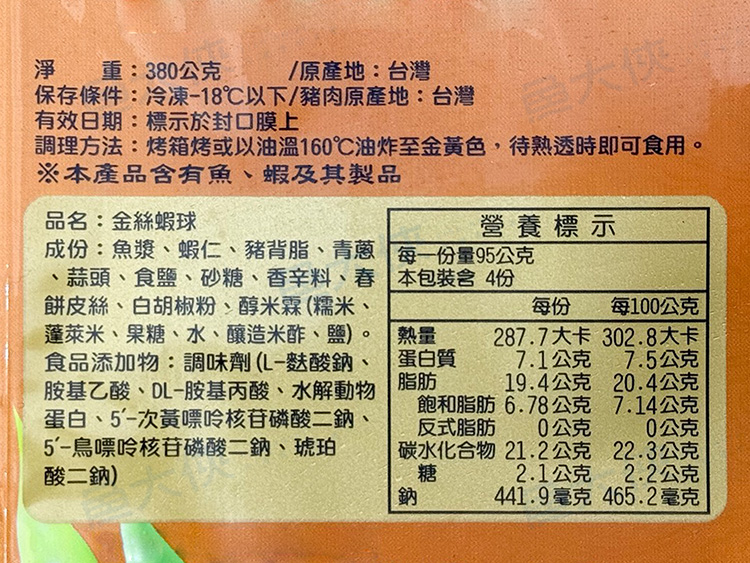 淨 重：380公克 /原產地：台灣
保存條件：冷凍-18℃以下/豬肉原產地：台灣
有效日期：標示於封口膜上
調理方法：烤箱烤或以油溫160℃油炸至金黃色，待熟透時即可食用。
※本產品含有魚、蝦及其製品
品名：金絲蝦球
成份：魚漿、蝦仁、豬背脂、青蔥
、蒜頭、食鹽、砂糖、香辛料、春
餅皮絲、白胡椒粉、醇米霖(糯米、
蓬萊米、果糖、水、釀造米酢、鹽)。
食品添加物：調味劑(L-麩酸鈉、
胺基乙酸、DL-胺基丙酸、水解動物
蛋白、5′-次黃嘌呤核苷磷酸二鈉、
5′-鳥嘌呤核苷磷酸二鈉、琥珀
酸二鈉)
營養標示
每一份量95公克
本包裝含 4份
每份 每100公克
熱量 287.7大卡 302.8大卡
蛋白質 7.1公克 7.5公克
脂肪 19.4公克 20.4公克
飽和脂肪 6.78公克 7.14公克
反式脂肪 0公克 0公克
碳水化合物 21.2公克 22.3公克
糖 2.1公克 2.2公克
鈉 441.9毫克 465.2毫克